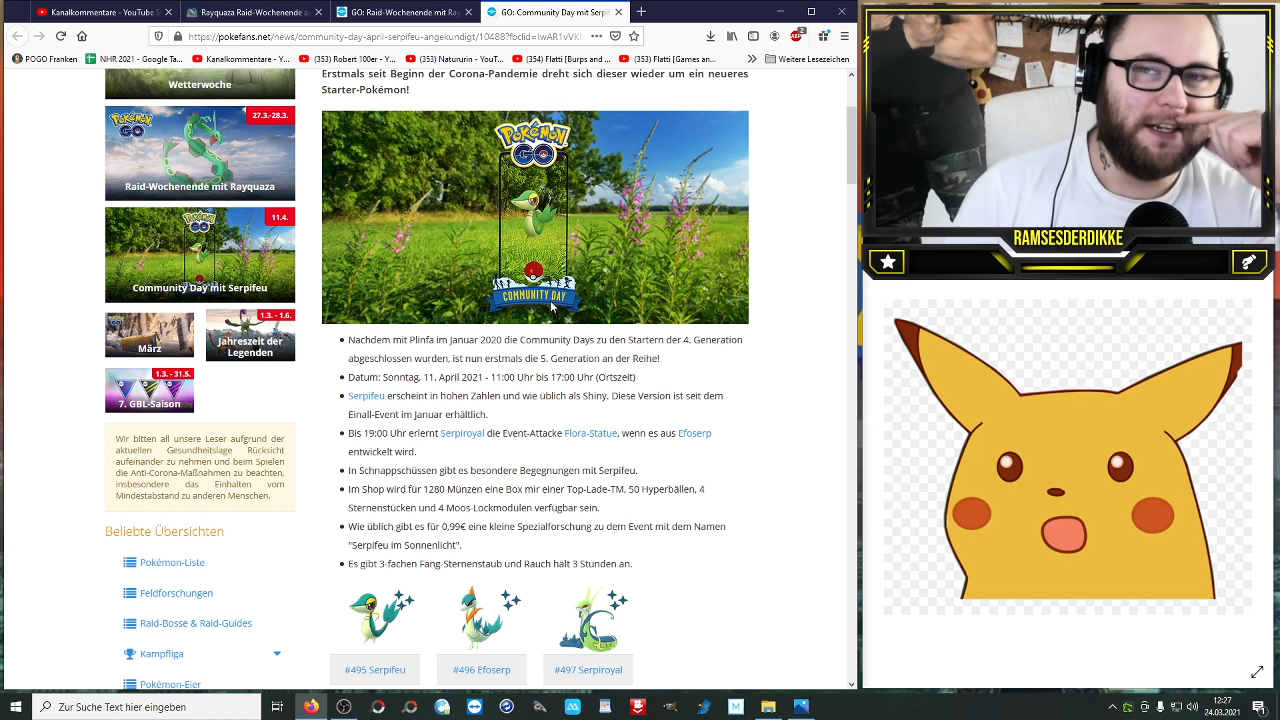 Kanalkommentare - YouTube S
Rayquaza Raid-Wochenende an
GO: Raid-Wochenende mit Ray
GO: Community Day mit Serpife
https://pokefans.net/news/community-day-mit-serpifeu-angekundigt/10488?fbclid=IwAR1vVKI
ABP 2
POGO Franken
NHR 2021 - Google Ta
Kanalkommentare - Y...
(353) Robert 100er - Y...
(353) Natururin - YouT...
(354) Flatti [Burps and ...
(353) Flatti [Games an...
Weitere Lesezeichen
Wetterwoche
POKéMON GO
27.3.-28.3.
Raid-Wochenende mit Rayquaza
POKéMON GO
11.4.
Community Day mit Serpifeu
März
1.3. - 1.6.
Jahreszeit der
Legenden
1.3. - 31.5.
7. GBL-Saison
Wir bitten all unsere Leser aufgrund der
aktuellen Gesundheitslage Rücksicht
aufeinander zu nehmen und beim Spielen
die Anti-Corona-Maßnahmen zu beachten,
insbesondere das Einhalten vom
Mindestabstand zu anderen Menschen.
Beliebte Übersichten
Pokémon-Liste
Feldforschungen
Raid-Bosse & Raid-Guides
Kampfliga
Pokémon-Eier
Erstmals seit Beginn der Corona-Pandemie dreht sich dieser wieder um ein neueres
Starter-Pokémon!
POKéMON GO
COMMUNITY DAY
Nachdem mit Plinfa im Januar 2020 die Community Days zu den Startern der 4. Generation
abgeschlossen wurden, ist nun erstmals die 5. Generation an der Reihe!
Datum: Sonntag, 11. April 2021 - 11:00 Uhr bis 17:00 Uhr (Ortszeit)
Serpifeu erscheint in hohen Zahlen und wie üblich als Shiny. Diese Version ist seit dem
Einall-Event im Januar erhältlich.
Bis 19:00 Uhr erlernt Serpiroyal die Event-Attacke Flora-Statue, wenn es aus Efoserp
entwickelt wird.
In Schnappschüssen gibt es besondere Begegnungen mit Serpifeu.
Im Shop wird für 1280 Münzen eine Box mir einer Top-Lade-TM, 50 Hyperbällen, 4
Sternenstücken und 4 Moos-Lockmodulen verfügbar sein.
Wie üblich gibt es für 0,99€ eine kleine Spezialforschung zu dem Event mit dem Namen
"Serpifeu im Sonnenlicht".
Es gibt 3-fachen Fang-Sternenstaub und Rauch hält 3 Stunden an.
#495 Serpifeu
#496 Efoserp
#497 Serpiroyal
RAMSESDERDIKKE
Zur Suche Text hier eingeben
12:27
24.03.2021